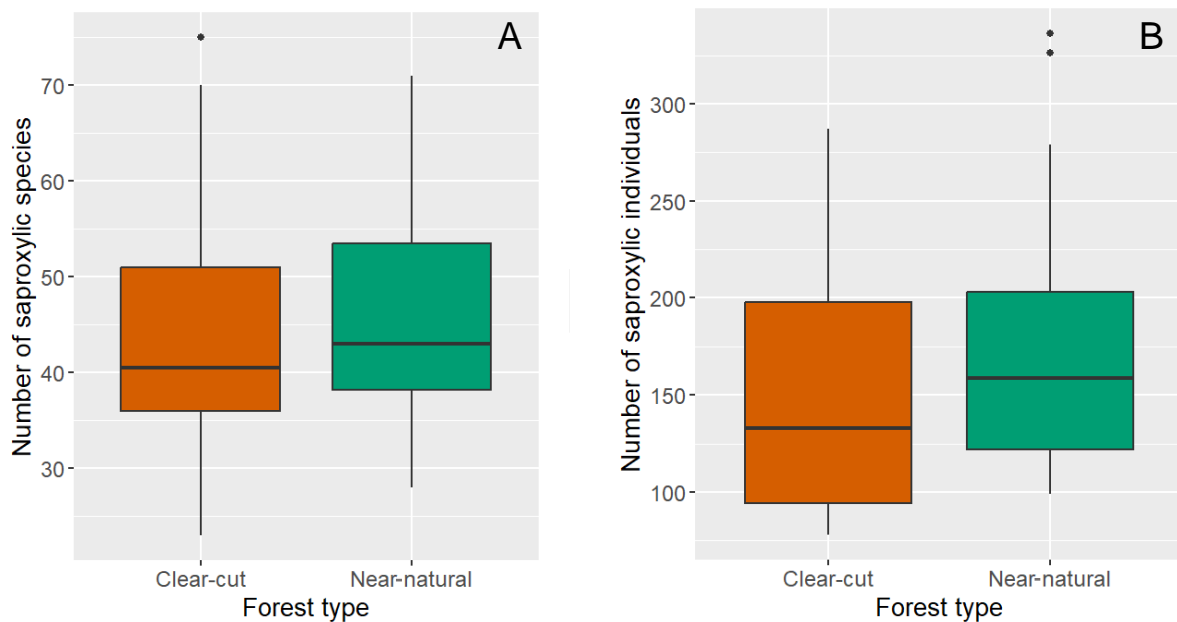 A
Number of saproxylic species
70
60
50
40
30
Clear-cut
Near-natural
Forest type
B
Number of saproxylic individuals
300
250
200
150
100
Clear-cut
Near-natural
Forest type